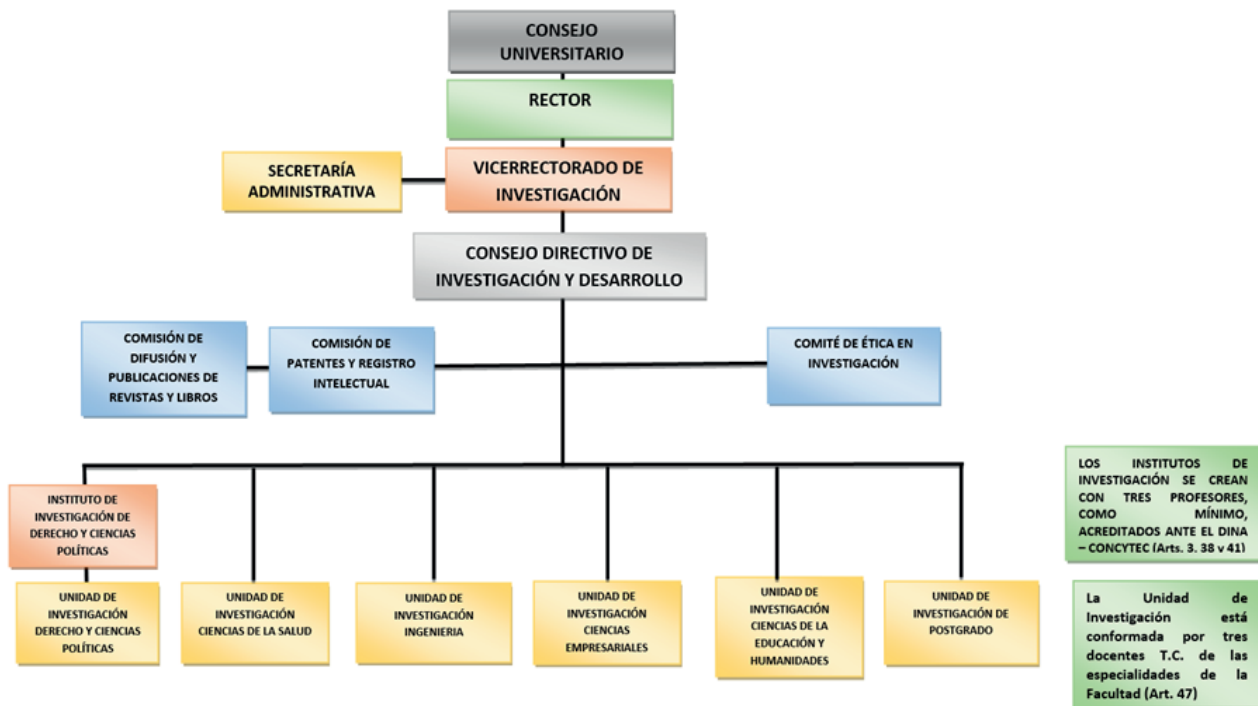 CONSEJO
UNIVERSITARIO
RECTOR
SECRETARÍA
ADMINISTRATIVA
VICERRECTORADO DE
INVESTIGACIÓN
CONSEJO DIRECTIVO DE
INVESTIGACIÓN Y DESARROLLO
COMISIÓN DE
DIFUSIÓN Y
PUBLICACIONES DE
REVISTAS Y LIBROS
COMISIÓN DE
PATENTES Y REGISTRO
INTELECTUAL
COMITÉ DE ÉTICA EN
INVESTIGACIÓN
INSTITUTO DE
INVESTIGACIÓN DE
DERECHO Y CIENCIAS
POLÍTICAS
UNIDAD DE
INVESTIGACIÓN
DERECHO Y CIENCIAS
POLÍTICAS
UNIDAD DE
INVESTIGACIÓN
CIENCIAS DE LA SALUD
UNIDAD DE
INVESTIGACIÓN
INGENIERIA
UNIDAD DE
INVESTIGACIÓN
CIENCIAS
EMPRESARIALES
UNIDAD DE
INVESTIGACIÓN
CIENCIAS DE LA
EDUCACIÓN Y
HUMANIDADES
UNIDAD DE
INVESTIGACIÓN DE
POSTGRADO
LOS INSTITUTOS DE
INVESTIGACIÓN SE CREAN
CON TRES PROFESORES,
COMO MÍNIMO,
ACREDITADOS ANTE EL DINA
– CONCYTEC (Arts. 3, 38 y 41)
La Unidad de
Investigación está
conformada por tres
docentes T.C. de las
especialidades de la
Facultad (Art. 47)